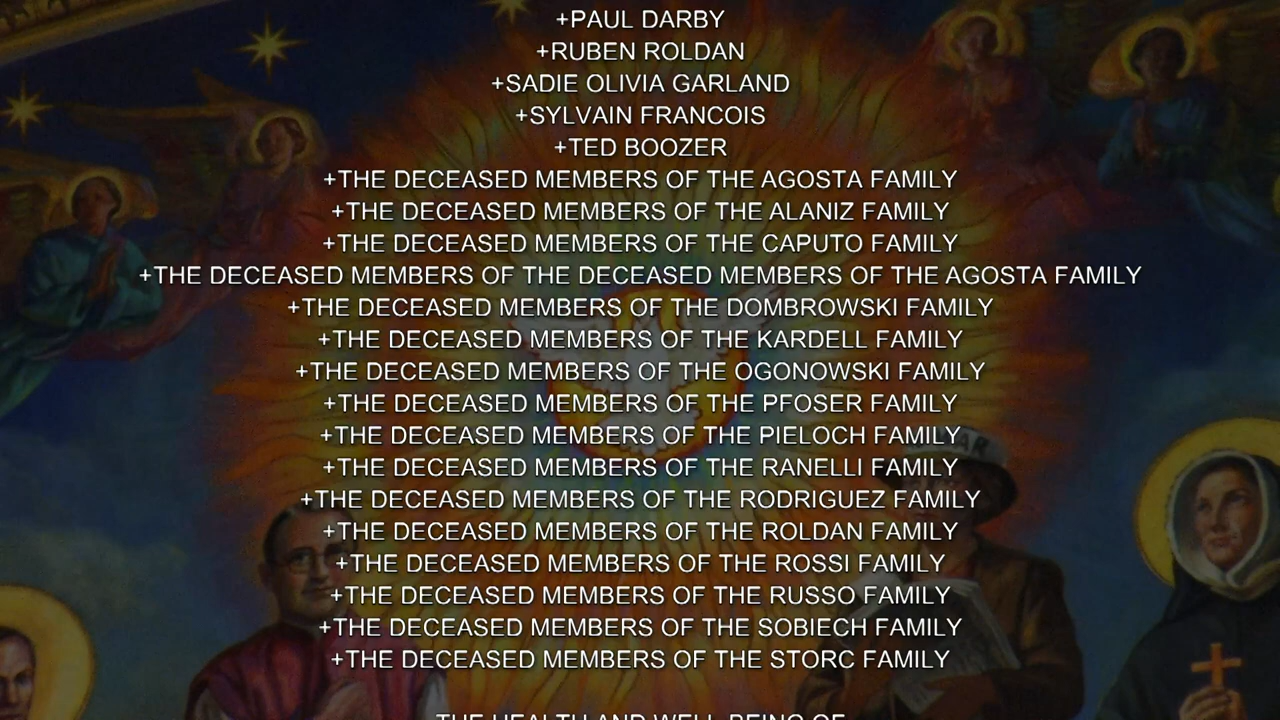 +PAUL DARBY
+RUBEN ROLDAN
+SADIE OLIVIA GARLAND
+SYLVAIN FRANCOIS
+TED BOOZER
+THE DECEASED MEMBERS OF THE AGOSTA FAMILY
+THE DECEASED MEMBERS OF THE ALANIZ FAMILY
+THE DECEASED MEMBERS OF THE CAPUTO FAMILY
+THE DECEASED MEMBERS OF THE DECEASED MEMBERS OF THE AGOSTA FAMILY
+THE DECEASED MEMBERS OF THE DOMBROWSKI FAMILY
+THE DECEASED MEMBERS OF THE KARDELL FAMILY
+THE DECEASED MEMBERS OF THE OGONOWSKI FAMILY
+THE DECEASED MEMBERS OF THE PFOSER FAMILY
+THE DECEASED MEMBERS OF THE PIELOCH FAMILY
+THE DECEASED MEMBERS OF THE RANELLI FAMILY
+THE DECEASED MEMBERS OF THE RODRIGUEZ FAMILY
+THE DECEASED MEMBERS OF THE ROLDAN FAMILY
+THE DECEASED MEMBERS OF THE ROSSI FAMILY
+THE DECEASED MEMBERS OF THE RUSSO FAMILY
+THE DECEASED MEMBERS OF THE SOBIECH FAMILY
+THE DECEASED MEMBERS OF THE STORC FAMILY
THE HEALTH AND WELL-BEING OF